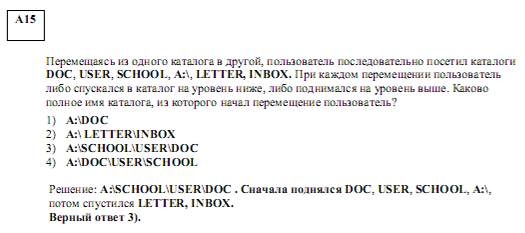 A15
Перемещаясь из одного каталога в другой, пользователь последовательно посетил каталоги
DOC, USER, SCHOOL, A:\, LETTER, INBOX. При каждом перемещении пользователь
либо спускался в каталог на уровень ниже, либо поднимался на уровень выше. Каково
полное имя каталога, из которого начал перемещение пользователь?
1) A:\DOC
2) A:\ LETTER\INBOX
3) A:\SCHOOL\USER\DOC
4) A:\DOC\USER\SCHOOL
Решение: A:\SCHOOL\USER\DOC . Сначала поднялся DOC, USER, SCHOOL, A:\,
потом спустился LETTER, INBOX.
Верный ответ 3).